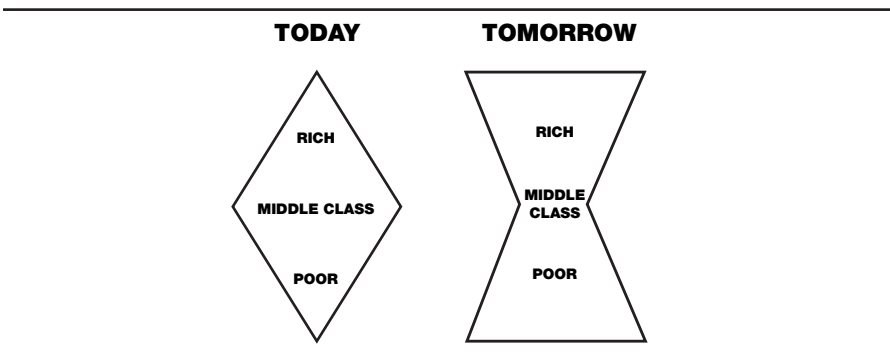 TODAY
RICH
MIDDLE CLASS
POOR
TOMORROW
RICH
MIDDLE
CLASS
POOR